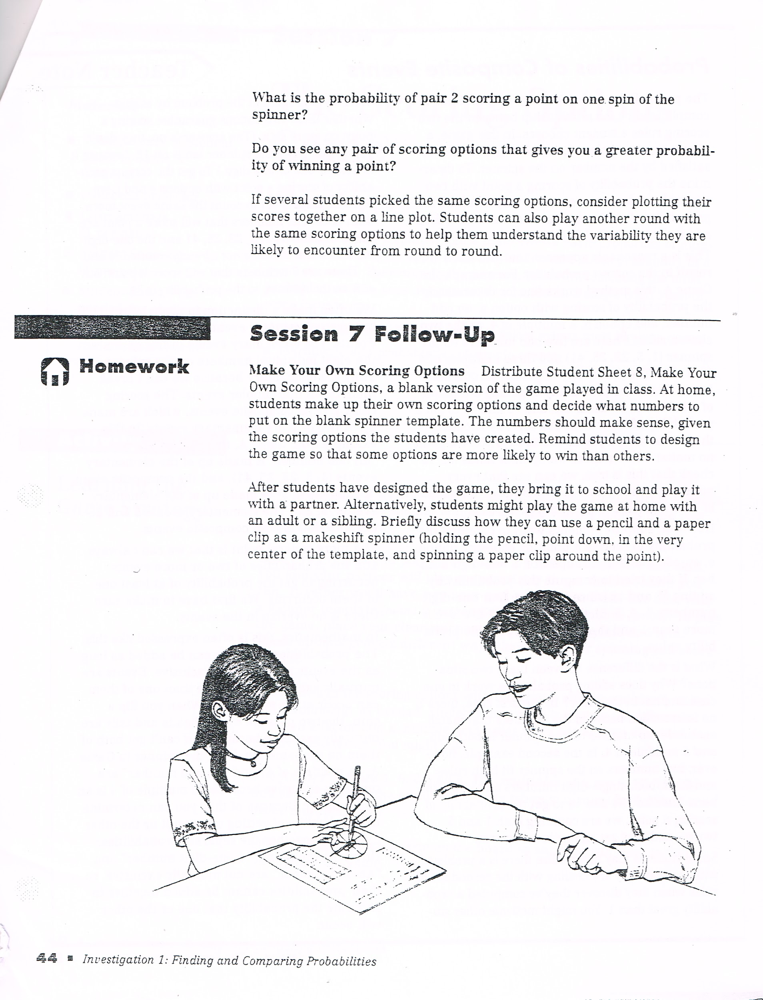 What is the probability of pair 2 scoring a point on one spin of the
spinner?
Do you see any pair of scoring options that gives you a greater probabil-
ity of winning a point?
If several students picked the same scoring options, consider plotting their
scores together on a line plot. Students can also play another round with
the same scoring options to help them understand the variability they are
likely to encounter from round to round.
Session 7 Follow-Up
Homework
Make Your Own Scoring Options Distribute Student Sheet 8, Make Your
Own Scoring Options, a blank version of the game played in class. At home,
students make up their own scoring options and decide what numbers to
put on the blank spinner template. The numbers should make sense, given
the scoring options the students have created. Remind students to design
the game so that some options are more likely to win than others.
After students have designed the game, they bring it to school and play it
with a partner. Alternatively, students might play the game at home with
an adult or a sibling. Briefly discuss how they can use a pencil and a paper
clip as a makeshift spinner (holding the pencil, point down, in the very
center of the template, and spinning a paper clip around the point).
44 ■ Investigation 1: Finding and Comparing Probabilities